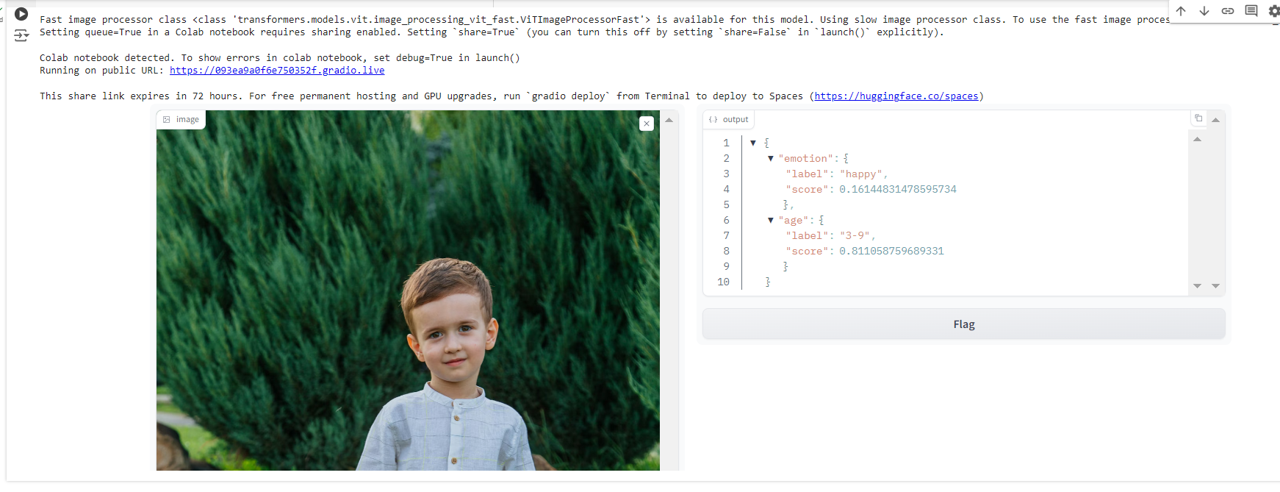 Fast image processor class <class 'transformers.models.vit.image_processing_vit_fast.ViTImageProcessorFast'> is available for this model. Using slow image processor class. To use the fast image
Setting queue=True in a Colab notebook requires sharing enabled. Setting `share=True` (you can turn this off by setting `share=False` in `launch()` explicitly).
Colab notebook detected. To show errors in colab notebook, set debug=True in launch()
Running on public URL: https://093ea9a0f6e750352f.gradio.live
This share link expires in 72 hours. For free permanent hosting and GPU upgrades, run `gradio deploy` from Terminal to deploy to Spaces (https://huggingface.co/spaces)
image
{} output
1 {
2 "emotion": {
3 "label": "happy",
4 "score": 0.16144831478595734
5 },
6 "age": {
7 "label": "3-9",
8 "score": 0.811058759689331
9 }
10 }
Flag